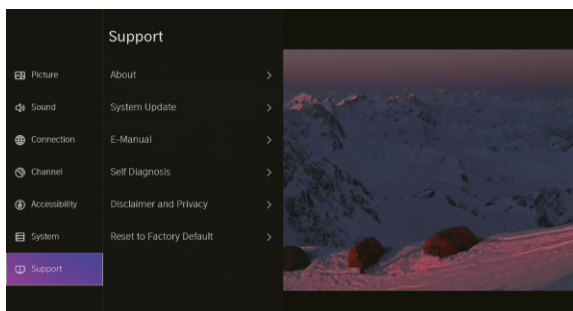 Support
Picture
Sound
Connection
Channel
Accessibility
System
Support
About
System Update
E-Manual
Self Diagnosis
Disclaimer and Privacy
Reset to Factory Default